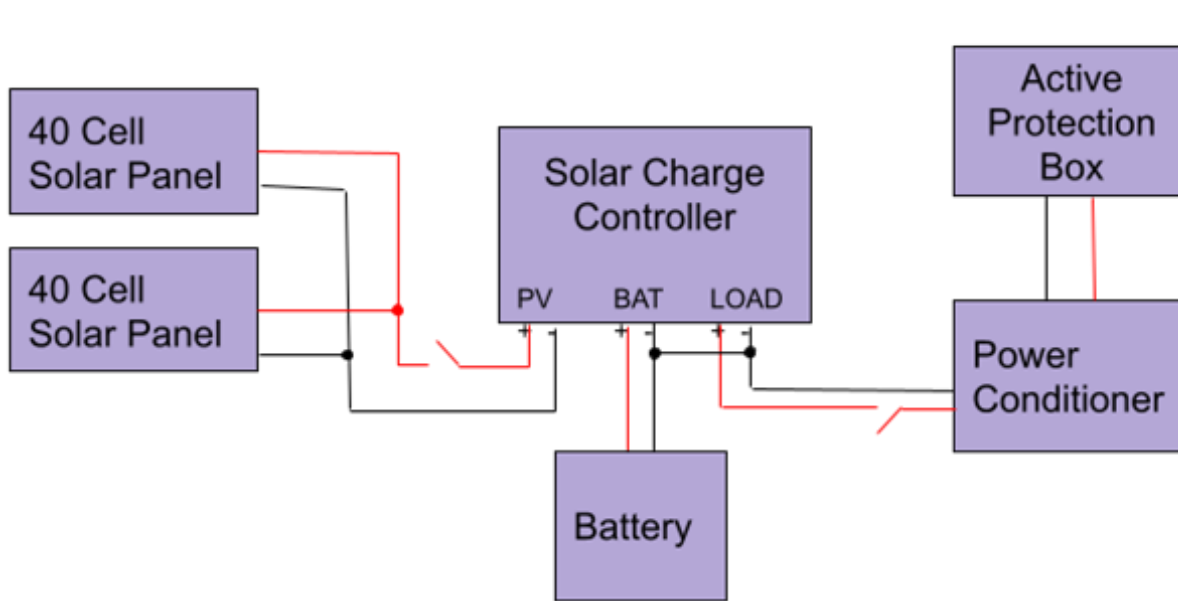 40 Cell
Solar Panel
40 Cell
Solar Panel
Solar Charge
Controller
PV BAT LOAD
+ - + - + -
Battery
Active
Protection
Box
Power
Conditioner